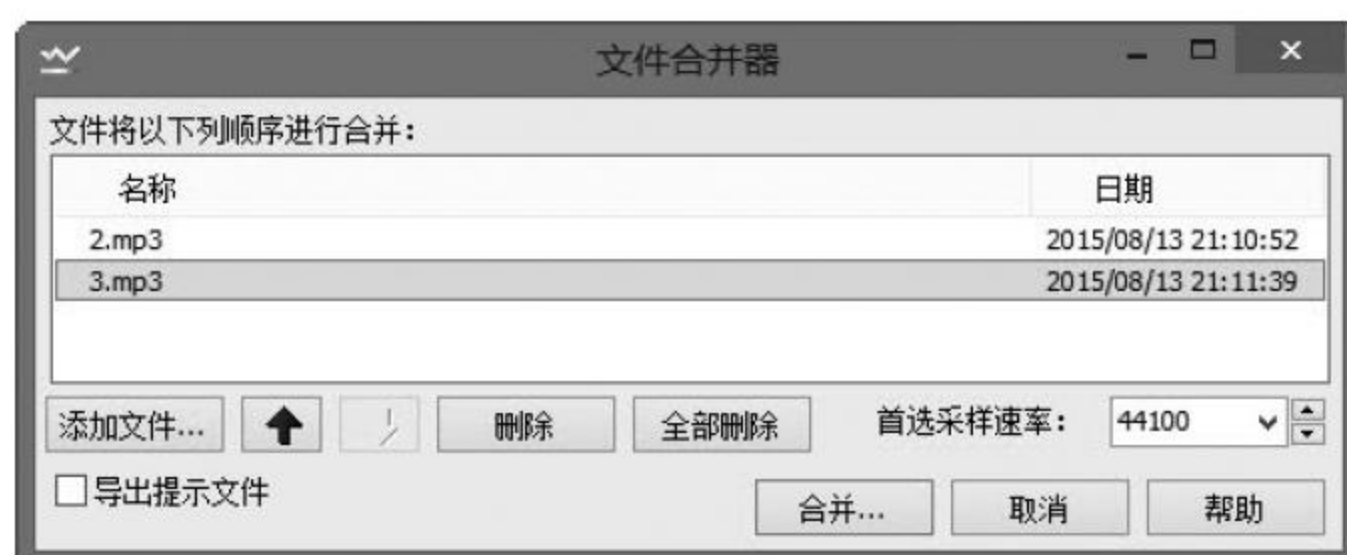 文件合并器
文件将以下列顺序进行合并：
名称 日期
2.mp3 2015/08/13 21:10:52
3.mp3 2015/08/13 21:11:39
添加文件... 删除 全部删除 首选采样速率： 44100
导出提示文件 合并... 取消 帮助